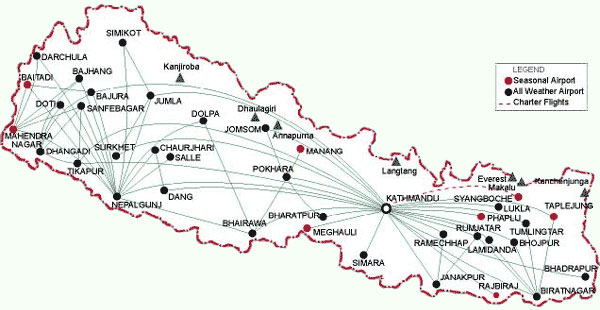 SIMIKOT
DARCHULA
Kanjiroba
BAJHANG
BAITADI
LEGEND
Seasonal Airport
All Weather Airport
Charter Flights
BAJURA
JUMLA
DOTI
SANFEBAGAR
Dhaulagiri
DOLPA
JOMSOM
Annapurna
MAHENDRA
NAGAR
DHANGADI
SURKHET
CHAURJHARI
SALLE
MANANG
TIKAPUR
Langtang
POKHARA
Everest
Makalu
Kanchanjunga
NEPALGUNJ
DANG
KATHMANDU
SYANGBOCHE
LUKLA
TAPLEJUNG
BHAIRAWA
BHARATPUR
PHAPLU
MEGHAULI
RUMJATAR
TUMLINGTAR
RAMECHHAP
LAMIDANDA
BHOJPUR
SIMARA
BHADRAPUR
JANAKPUR
RAJBIRAJ
BIRATNAGAR